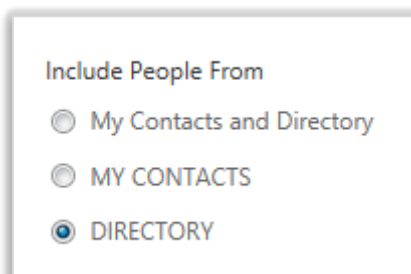 Include People From
My Contacts and Directory
MY CONTACTS
DIRECTORY